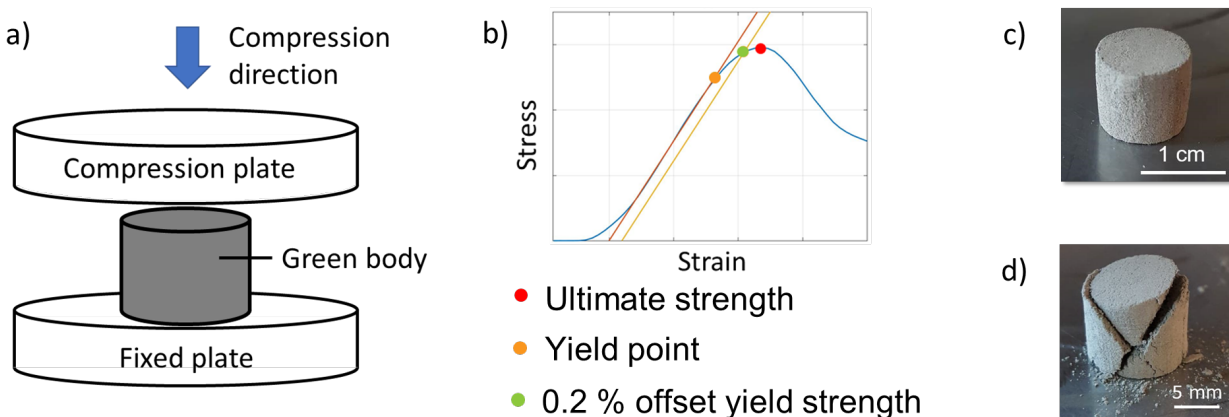 a)
Compression
direction
Compression plate
Green body
Fixed plate
b)
Stress
Strain
Ultimate strength
Yield point
0.2 % offset yield strength
c)
1 cm
d)
5 mm